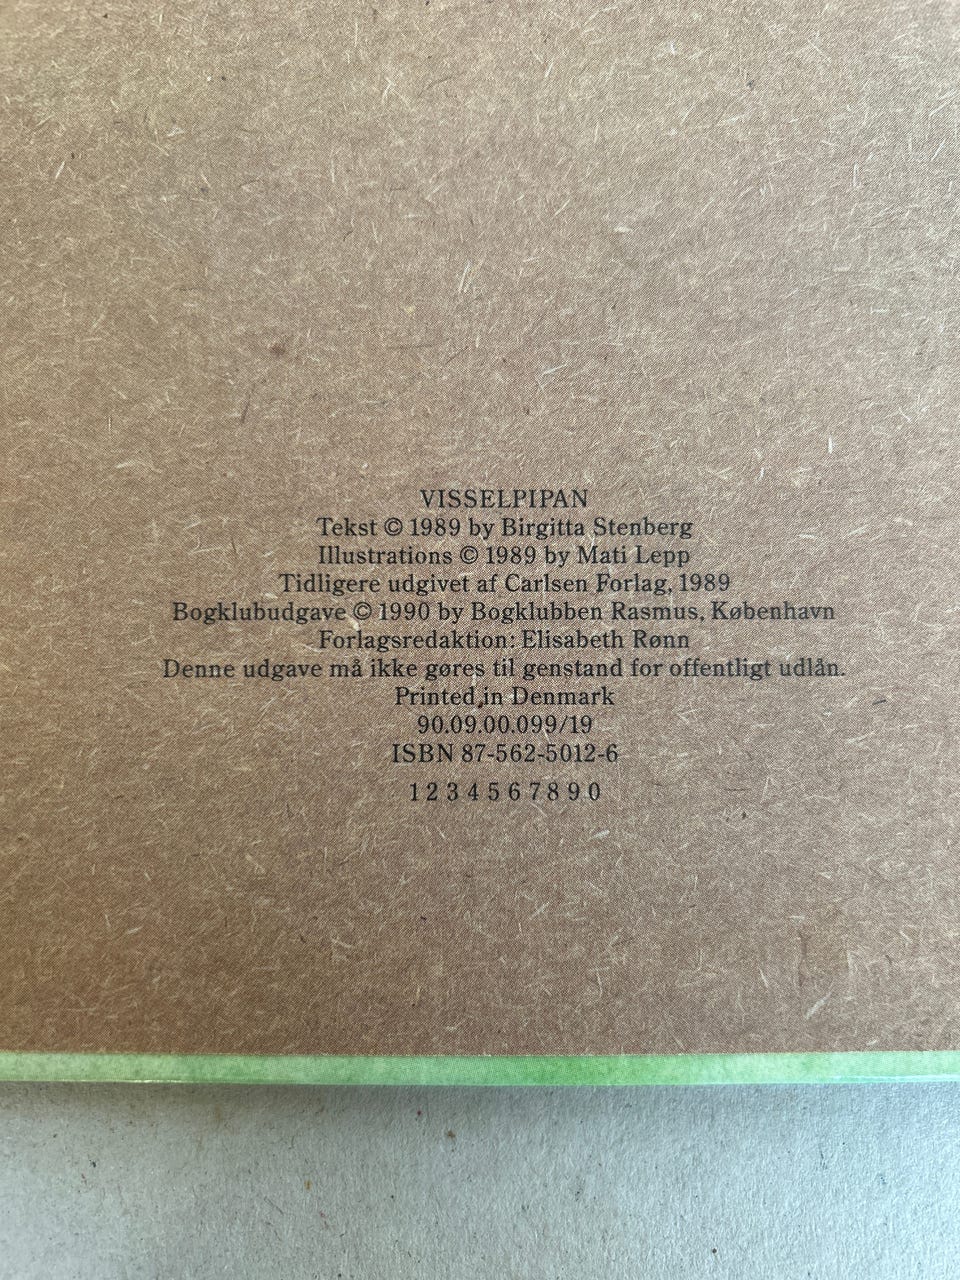 VISSELPIPAN
Tekst © 1989 by Birgitta Stenberg
Illustrations © 1989 by Mati Lepp
Tidligere udgivet af Carlsen Forlag, 1989
Bogklubudgave © 1990 by Bogklubben Rasmus, København
Forlagsredaktion: Elisabeth Rønn
Denne udgave må ikke gøres til genstand for offentligt udlån.
Printed in Denmark
90.09.00.099/19
ISBN 87-562-5012-6
1 2 3 4 5 6 7 8 9 0